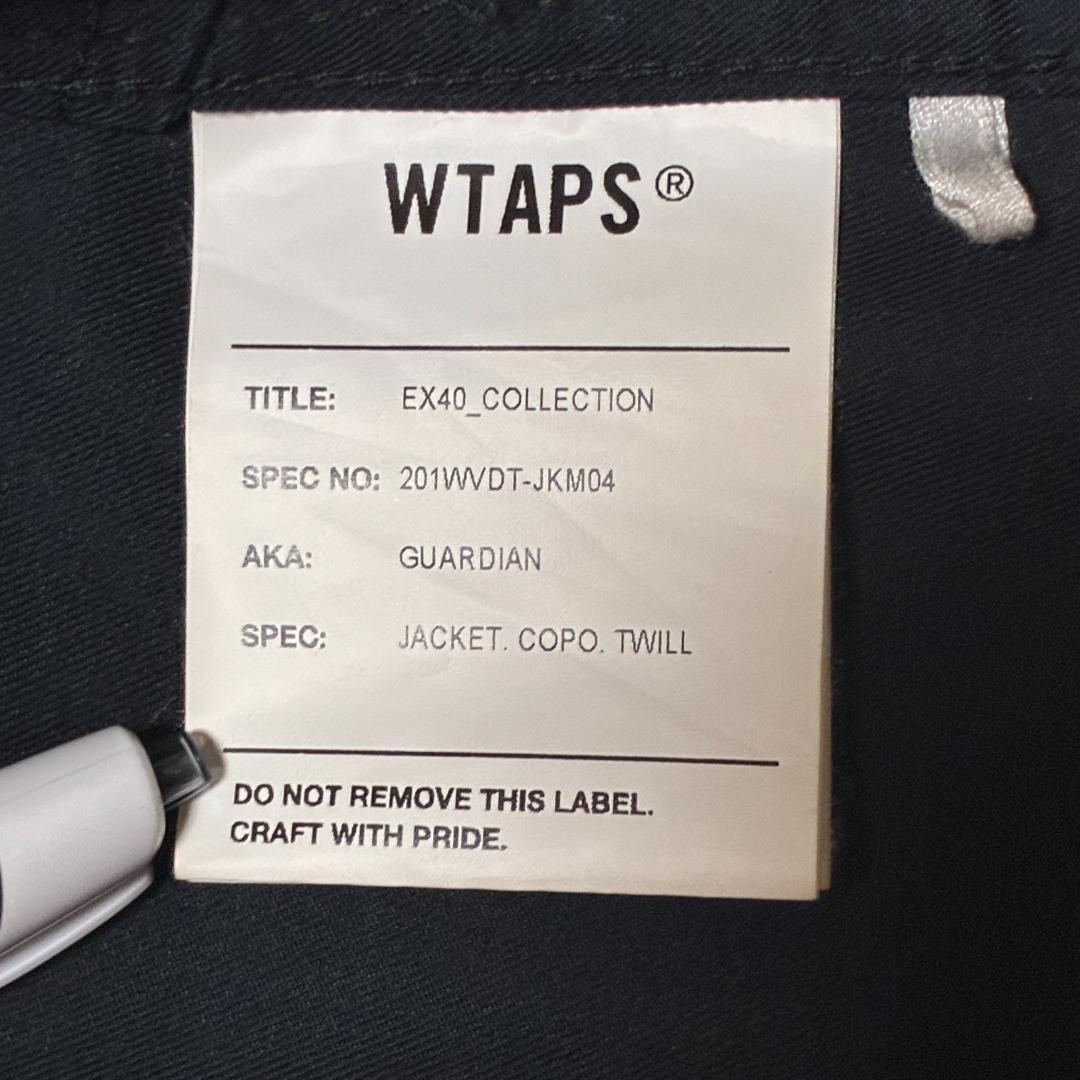 WTAPS®
TITLE: EX40_COLLECTION
SPEC NO: 201WVDT-JKM04
AKA: GUARDIAN
SPEC: JACKET. COPO. TWILL
DO NOT REMOVE THIS LABEL.
CRAFT WITH PRIDE.